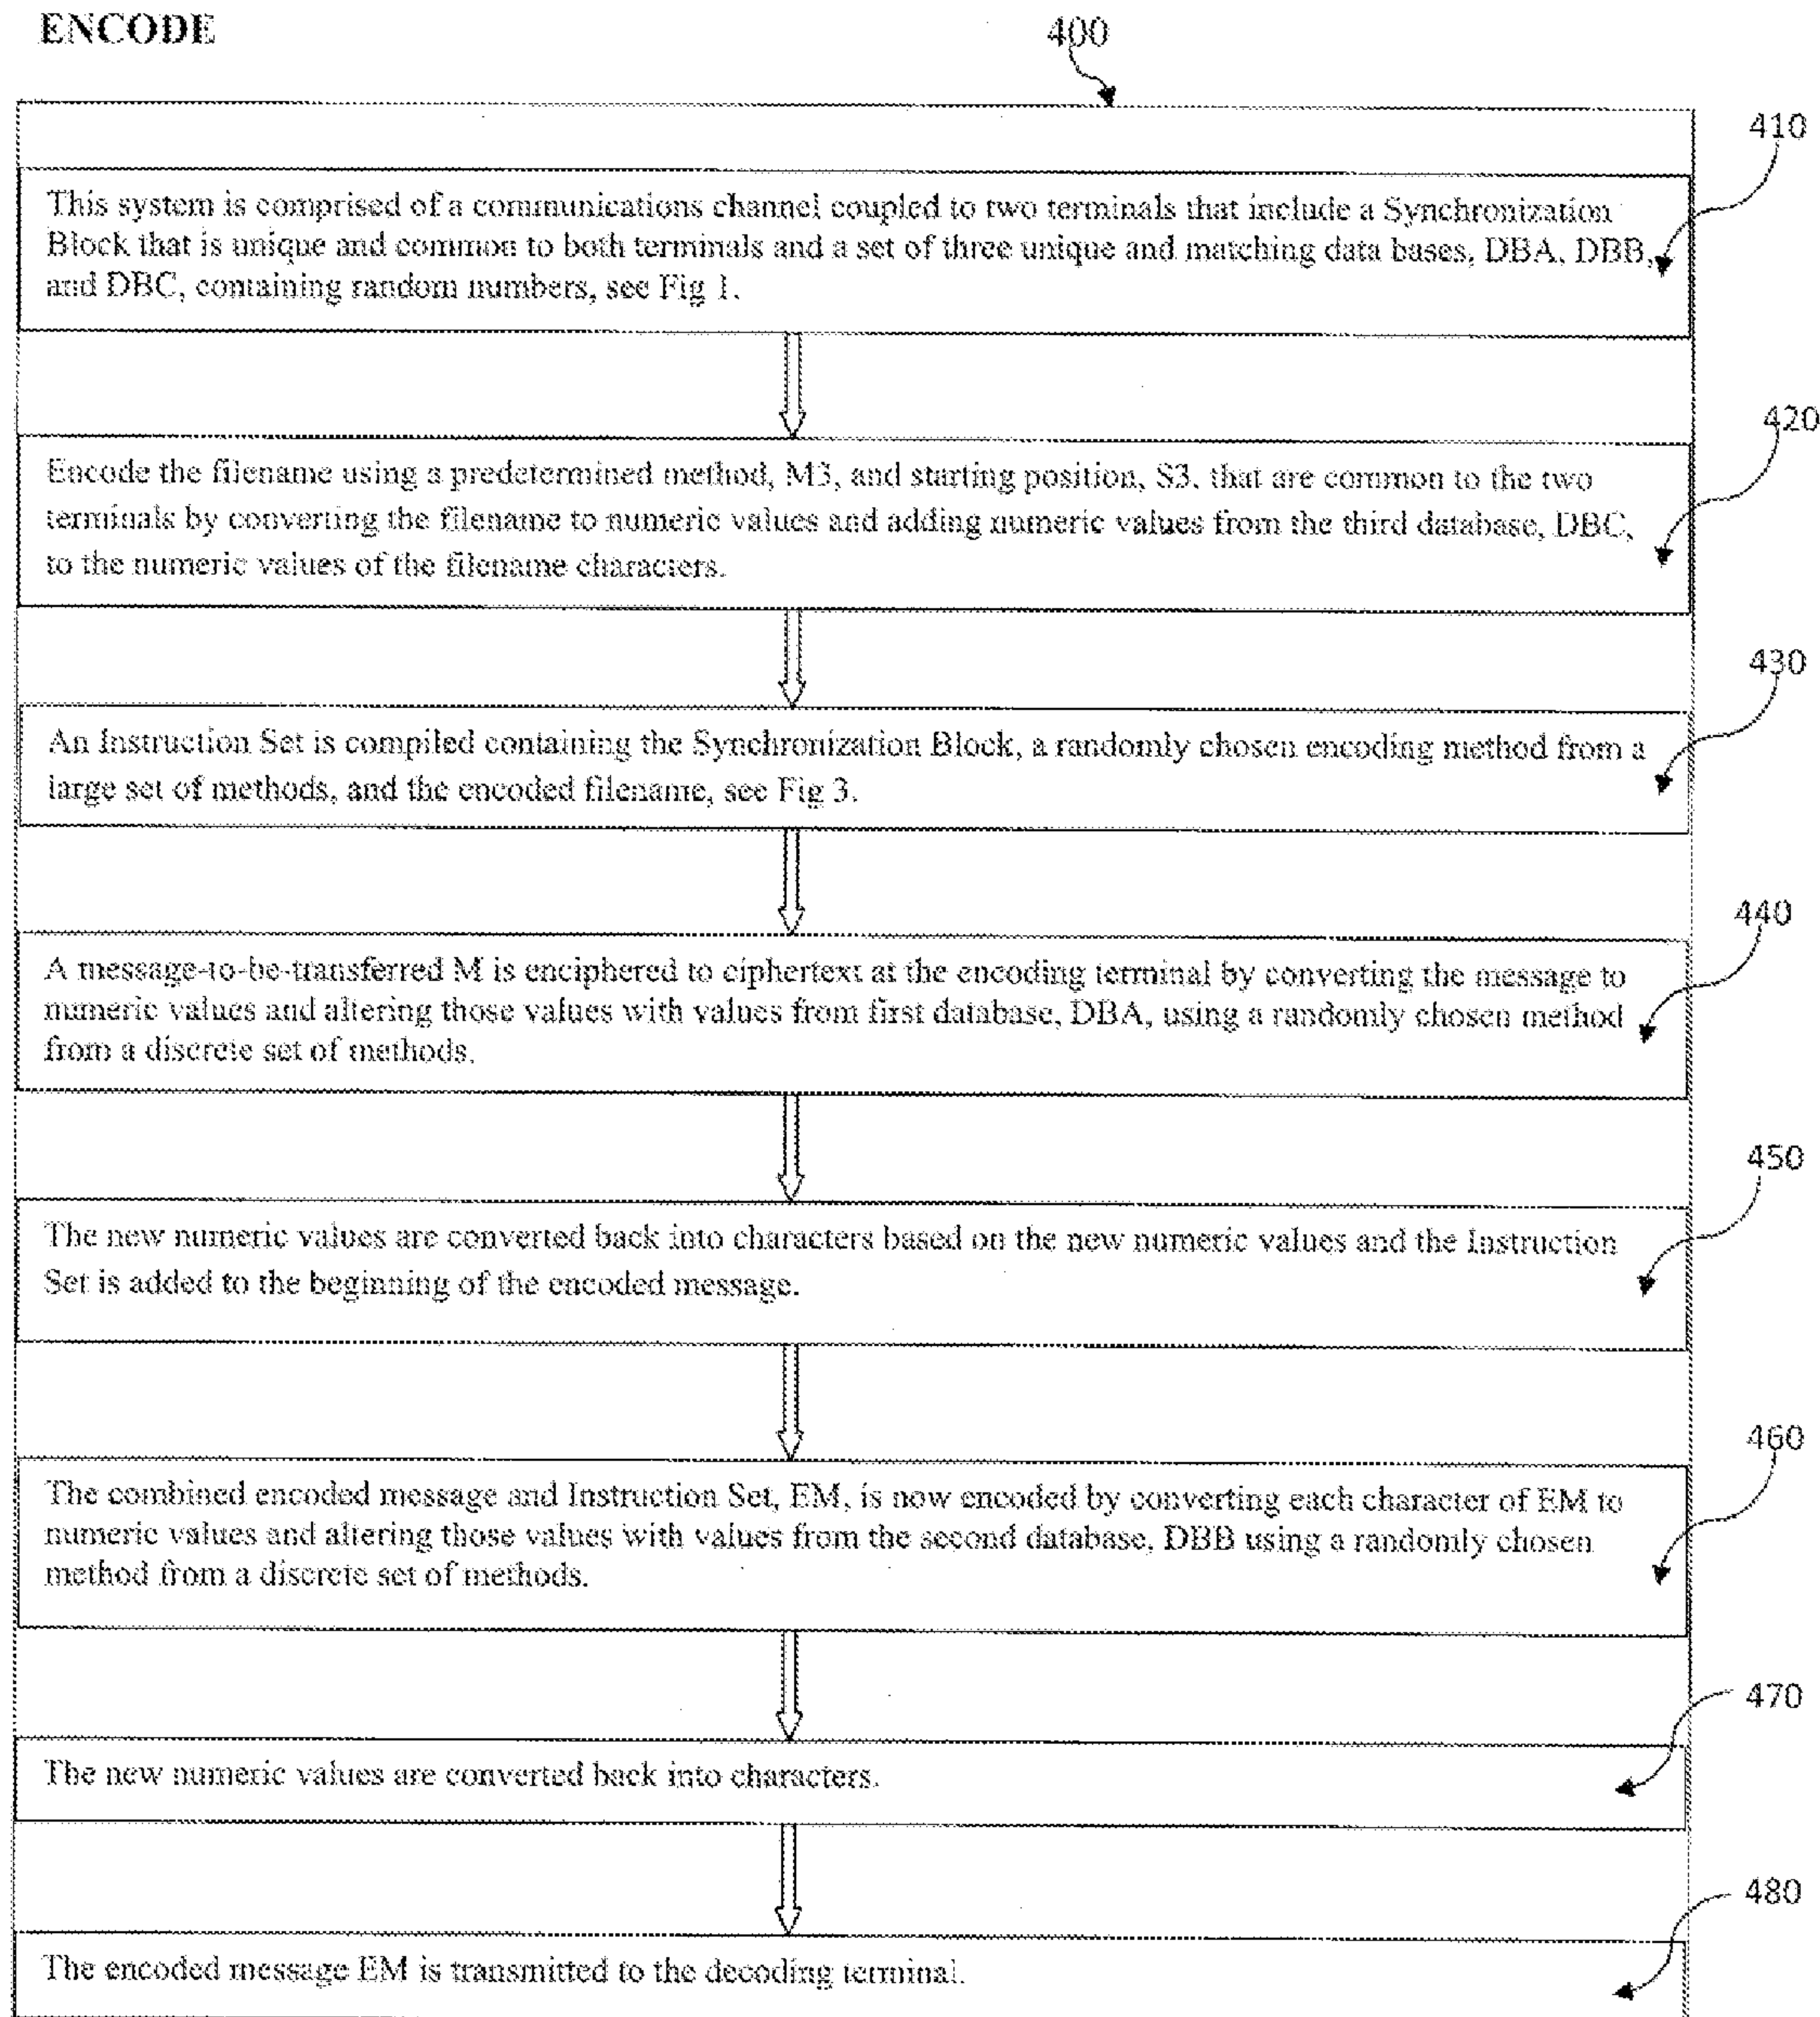 ENCODE
400
410
This system is comprised of a communications channel coupled to two terminals that include a Synchronization
Block that is unique and common to both terminals and a set of three unique and matching data bases, DBA, DBB,
and DBC, containing random numbers, see Fig 1.
420
Encode the filename using a predetermined method, M3, and starting position, S3, that are common to the two
terminals by converting the filename to numeric values and adding numeric values from the third database, DBC,
to the numeric values of the filename characters.
430
An Instruction Set is compiled containing the Synchronization Block, a randomly chosen encoding method from a
large set of methods, and the encoded filename, see Fig 3.
440
A message-to-be-transferred M is enciphered to ciphertext at the encoding terminal by converting the message to
numeric values and altering those values with values from first database, DBA, using a randomly chosen method
from a discrete set of methods.
450
The new numeric values are converted back into characters based on the new numeric values and the Instruction
Set is added to the beginning of the encoded message.
460
The combined encoded message and Instruction Set, EM, is now encoded by converting each character of EM to
numeric values and altering those values with values from the second database, DBB using a randomly chosen
method from a discrete set of methods.
470
The new numeric values are converted back into characters.
480
The encoded message EM is transmitted to the decoding terminal.